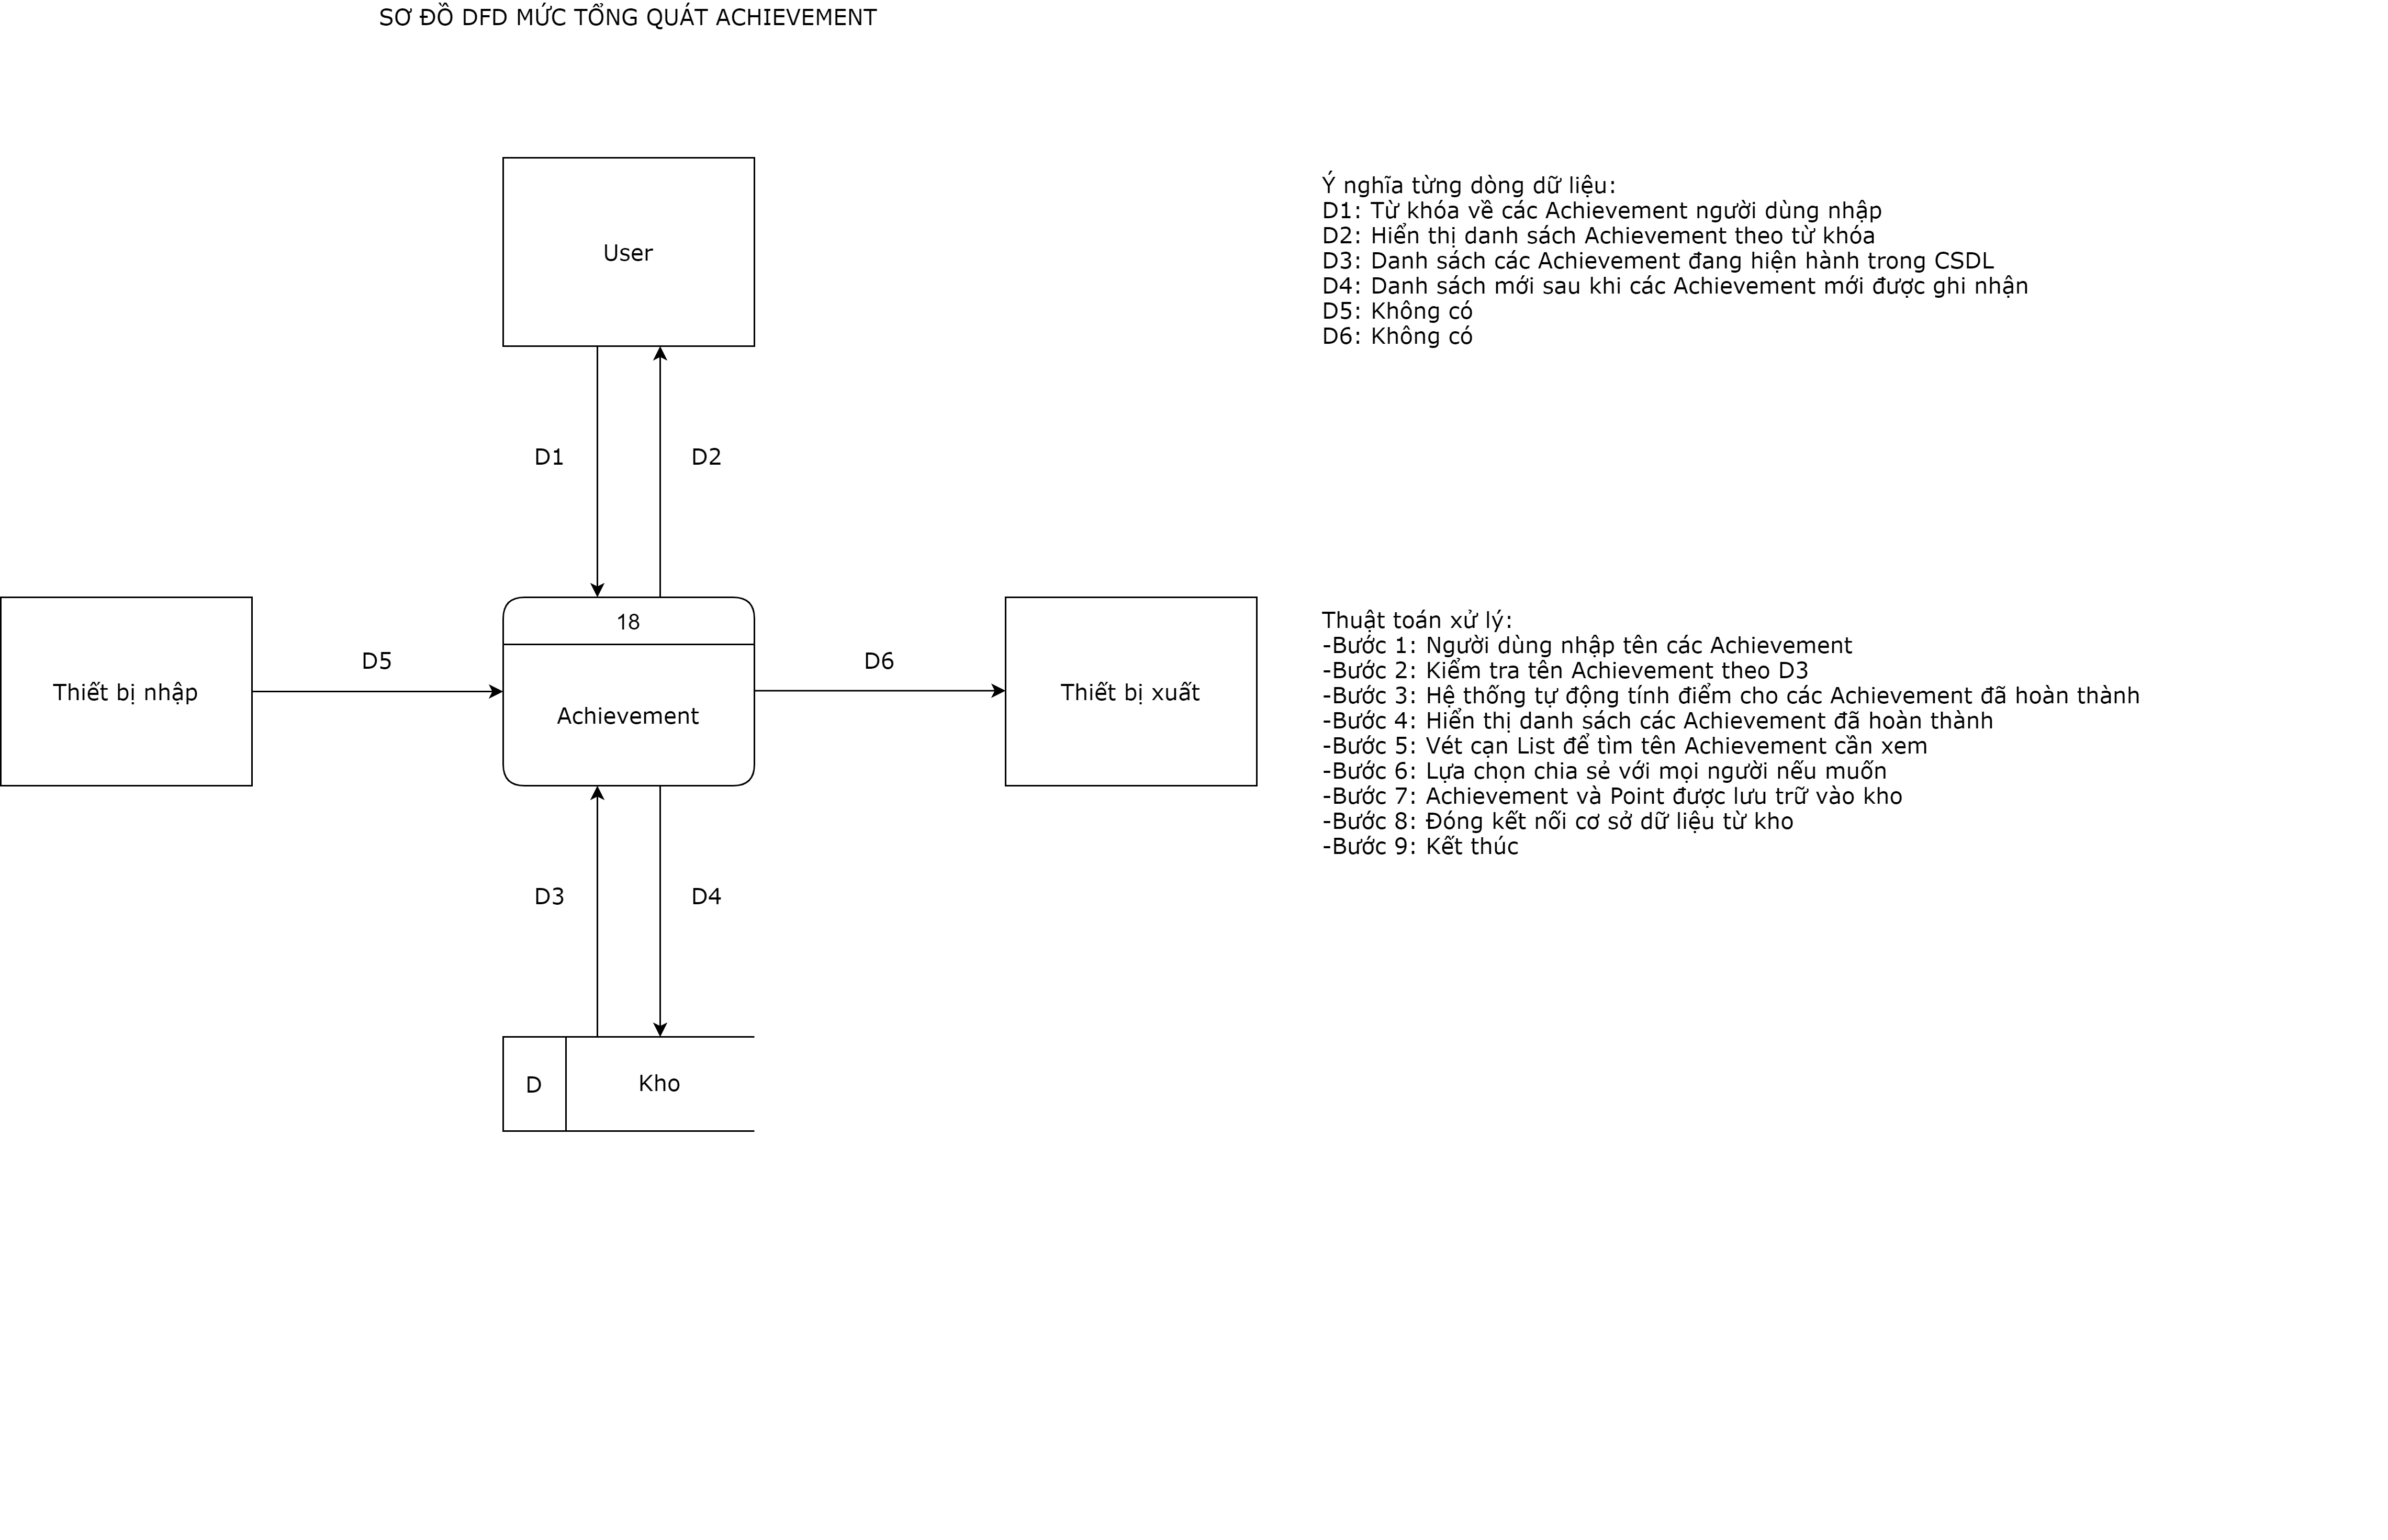 SƠ ĐỒ DFD MỨC TỔNG QUÁT ACHIEVEMENT
User
Ý nghĩa từng dòng dữ liệu:
D1: Từ khóa về các Achievement người dùng nhập
D2: Hiển thị danh sách Achievement theo từ khóa
D3: Danh sách các Achievement đang hiện hành trong CSDL
D4: Danh sách mới sau khi các Achievement mới được ghi nhận
D5: Không có
D6: Không có
D1
D2
18
Achievement
Thiết bị nhập
D5
D6
Thiết bị xuất
Thuật toán xử lý:
-Bước 1: Người dùng nhập tên các Achievement
-Bước 2: Kiểm tra tên Achievement theo D3
-Bước 3: Hệ thống tự động tính điểm cho các Achievement đã hoàn thành
-Bước 4: Hiển thị danh sách các Achievement đã hoàn thành
-Bước 5: Vét cạn List để tìm tên Achievement cần xem
-Bước 6: Lựa chọn chia sẻ với mọi người nếu muốn
-Bước 7: Achievement và Point được lưu trữ vào kho
-Bước 8: Đóng kết nối cơ sở dữ liệu từ kho
-Bước 9: Kết thúc
D3
D4
D
Kho